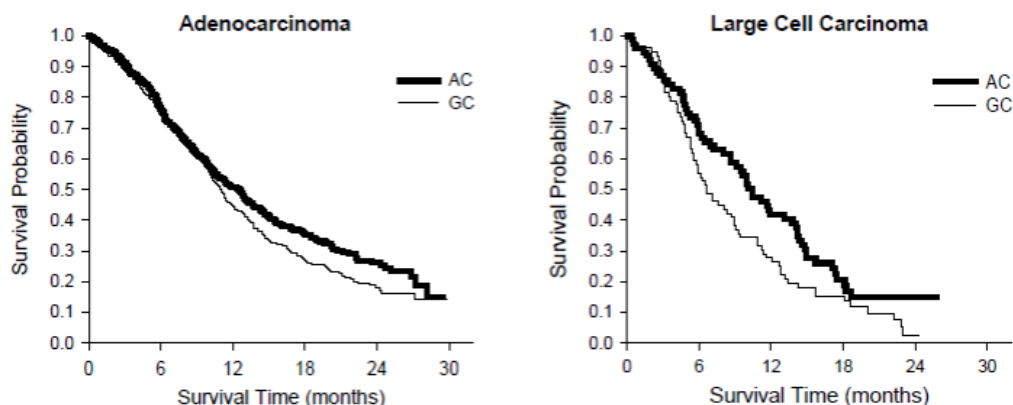 Adenocarcinoma
Survival Probability
1.0
0.9
0.8
0.7
0.6
0.5
0.4
0.3
0.2
0.1
0.0
AC
GC
0 6 12 18 24 30
Survival Time (months)
Large Cell Carcinoma
Survival Probability
1.0
0.9
0.8
0.7
0.6
0.5
0.4
0.3
0.2
0.1
0.0
AC
GC
0 6 12 18 24 30
Survival Time (months)